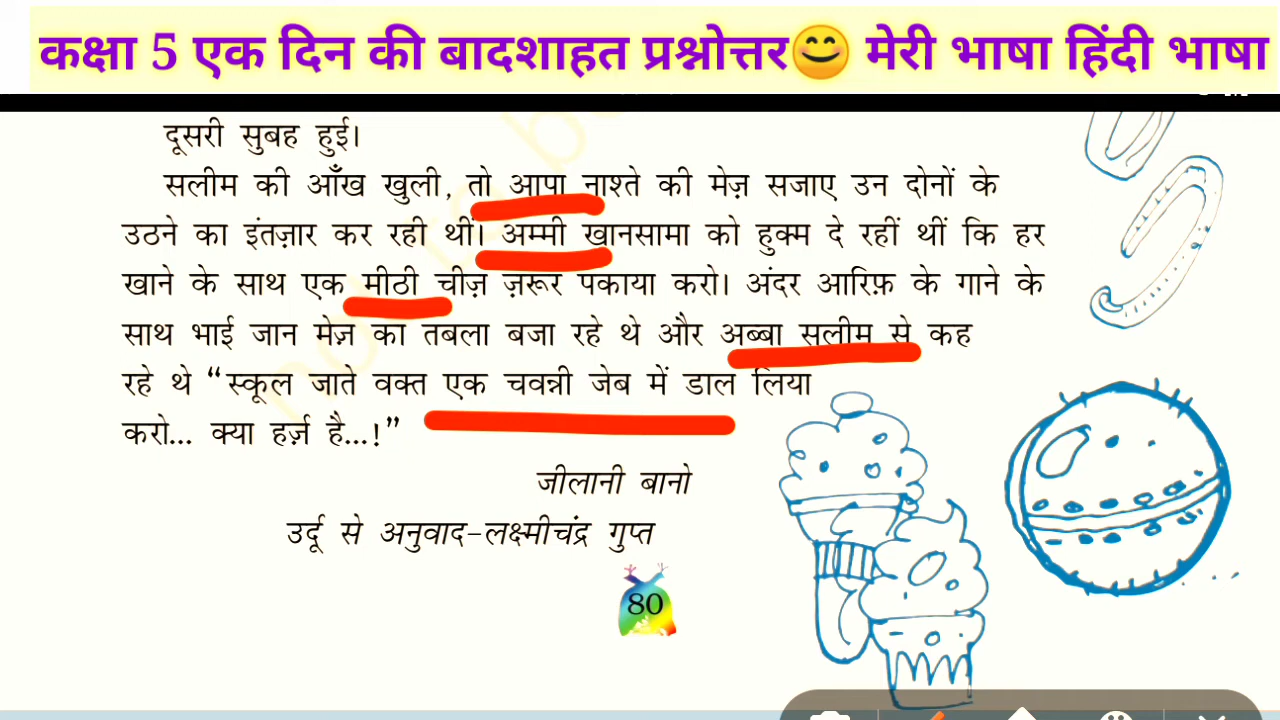 कक्षा 5 एक दिन की बादशाहत प्रश्नोत्तर😊 मेरी भाषा हिंदी भाषा
दूसरी सुबह हुई।
सलीम की आँख खुली, तो आपा नाश्ते की मेज़ सजाए उन दोनों के
उठने का इंतज़ार कर रही थीं। अम्मी खानसामा को हुक्म दे रहीं थीं कि हर
खाने के साथ एक मीठी चीज़ ज़रूर पकाया करो। अंदर आरिफ़ के गाने के
साथ भाई जान मेज़ का तबला बजा रहे थे और अब्बा सलीम से कह
रहे थे “स्कूल जाते वक्त एक चवन्नी जेब में डाल लिया
करो... क्या हर्ज़ है...!”
जीलानी बानो
उर्दू से अनुवाद-लक्ष्मीचंद्र गुप्त
80